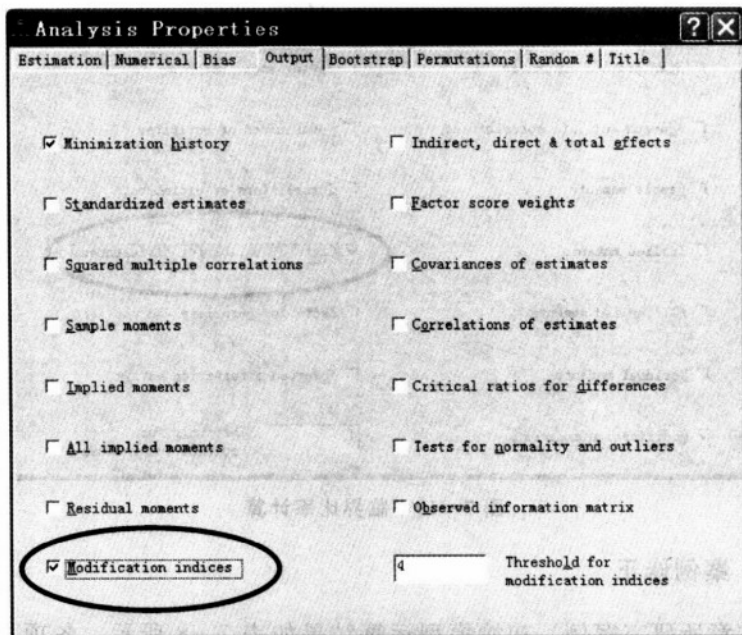 Analysis Properties
Estimation Numerical Bias Output Bootstrap Permutations Random # Title
Minimization history
Indirect, direct & total effects
Standardized estimates
Factor score weights
Squared multiple correlations
Covariances of estimates
Sample moments
Correlations of estimates
Implied moments
Critical ratios for differences
All implied moments
Tests for normality and outliers
Residual moments
Observed information matrix
Modification indices
4
Threshold for
modification indices